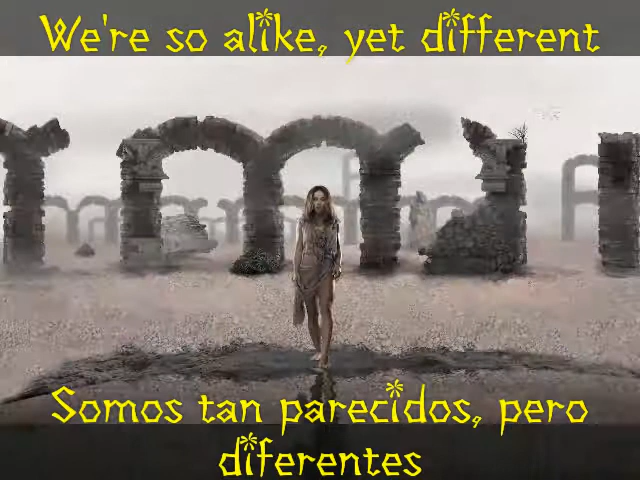 We're so alike, yet different
Somos tan parecidos, pero
diferentes